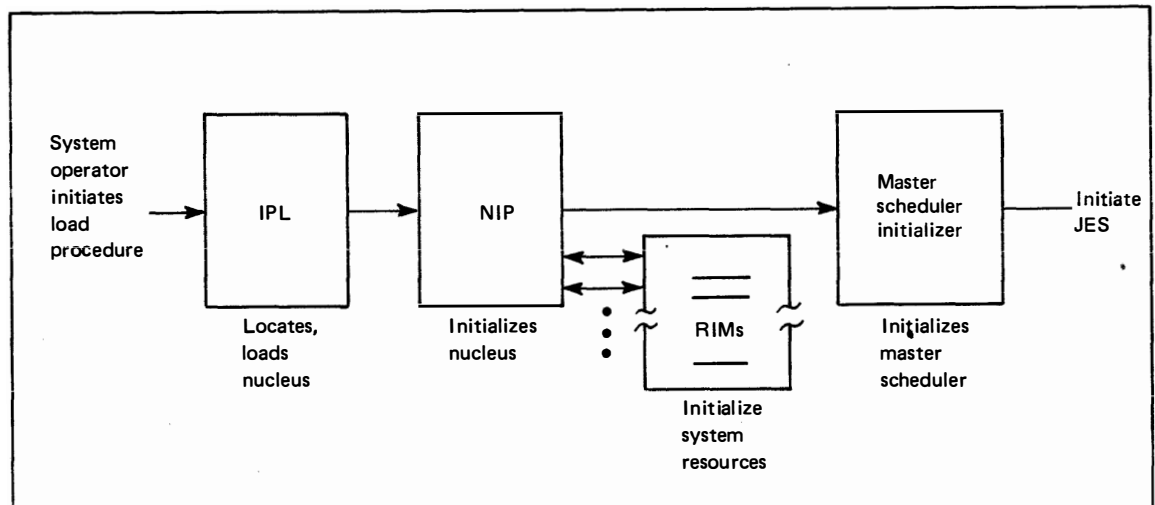 System
operator
initiates
load
procedure
IPL
Locates,
loads
nucleus
NIP
Initializes
nucleus
RIMs
Initialize
system
resources
Master
scheduler
initializer
Initializes
master
scheduler
Initiate
JES